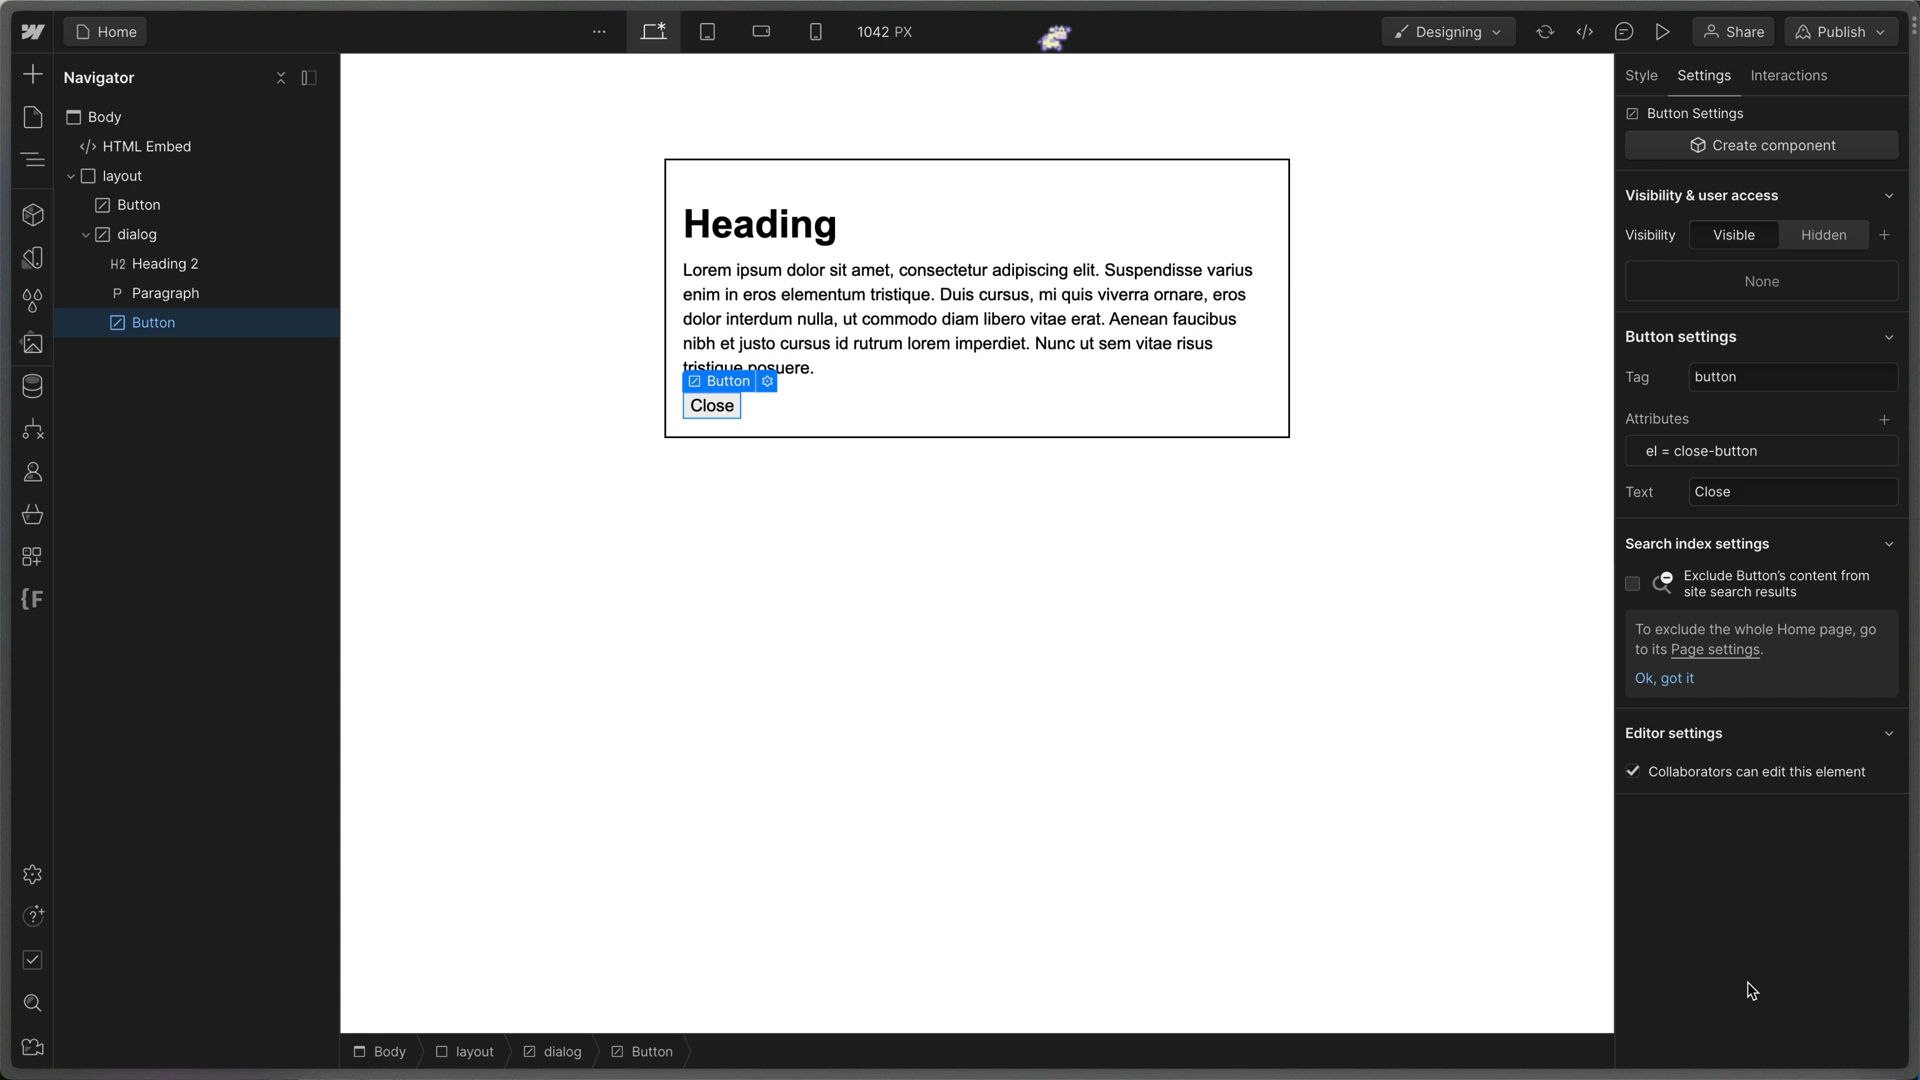 Home
1042 PX
Designing
Share
Publish
Navigator
Body
HTML Embed
layout
Button
dialog
H2 Heading 2
P Paragraph
Button
Heading
Lorem ipsum dolor sit amet, consectetur adipiscing elit. Suspendisse varius
enim in eros elementum tristique. Duis cursus, mi quis viverra ornare, eros
dolor interdum nulla, ut commodo diam libero vitae erat. Aenean faucibus
nibh et justo cursus id rutrum lorem imperdiet. Nunc ut sem vitae risus
tristique posuere.
Button
Close
Style Settings Interactions
Button Settings
Create component
Visibility & user access
Visibility Visible Hidden
None
Button settings
Tag button
Attributes
el = close-button
Text Close
Search index settings
Exclude Button's content from
site search results
To exclude the whole Home page, go
to its Page settings.
Ok, got it
Editor settings
Collaborators can edit this element
Body layout dialog Button